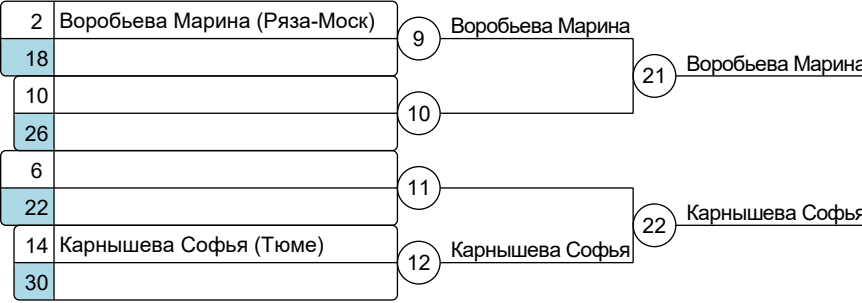 2 Воробьева Марина (Ряза-Моск)
18
9 Воробьева Марина
21 Воробьева Марина
10
26
10
6
22
11
22 Карнышева Софья
14 Карнышева Софья (Тюме)
30
12 Карнышева Софья